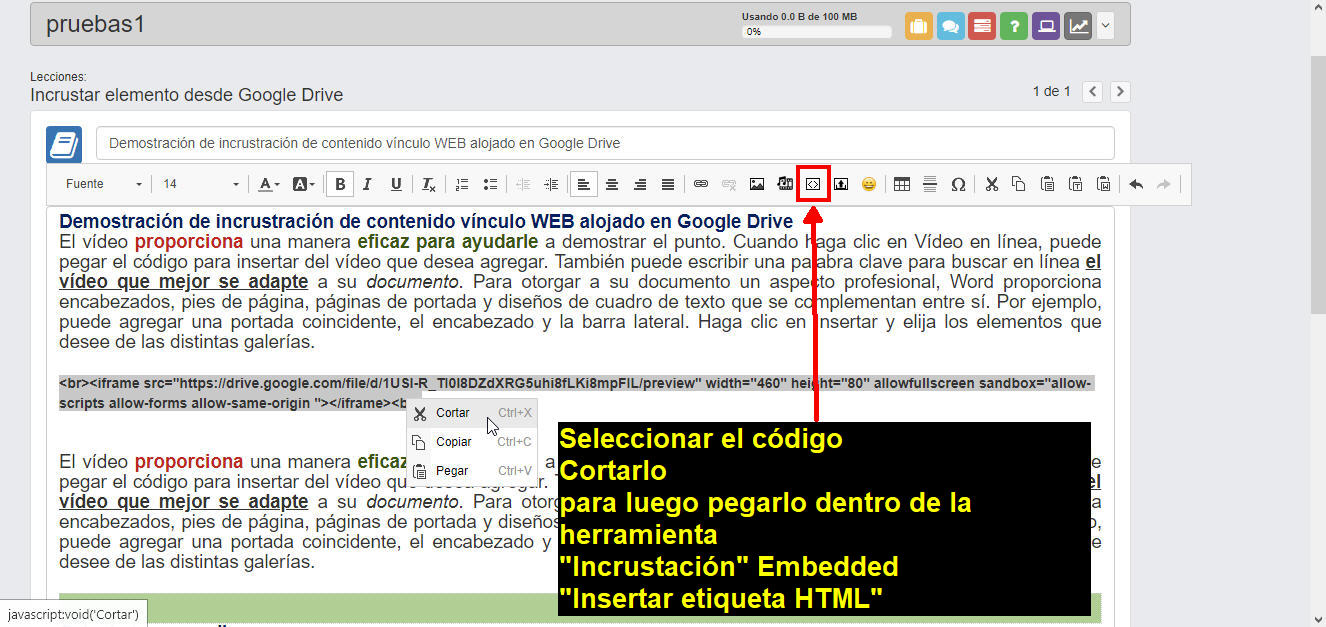 pruebas1
Usando 0.0 B de 100 MB
0%
?
Lecciones:
Incrustar elemento desde Google Drive
1 de 1
Demostración de incrustración de contenido vínculo WEB alojado en Google Drive
Fuente 14 A A B I U Tx Ω
Demostración de incrustración de contenido vínculo WEB alojado en Google Drive
El vídeo proporciona una manera eficaz para ayudarle a demostrar el punto. Cuando haga clic en Vídeo en línea, puede
pegar el código para insertar del vídeo que desea agregar. También puede escribir una palabra clave para buscar en línea el
vídeo que mejor se adapte a su documento. Para otorgar a su documento un aspecto profesional, Word proporciona
encabezados, pies de página, páginas de portada y diseños de cuadro de texto que se complementan entre sí. Por ejemplo,
puede agregar una portada coincidente, el encabezado y la barra lateral. Haga clic en Insertar y elija los elementos que
desee de las distintas galerías.
<br><iframe src="https://drive.google.com/file/d/1USl-R_Tl0I8DZdXRG5uhi8fLKi8mpFlL/preview" width="460" height="80" allowfullscreen sandbox="allow-
scripts allow-forms allow-same-origin "></iframe><b
Cortar Ctrl+X
Copiar Ctrl+C
Pegar Ctrl+V
El vídeo proporciona una manera eficaz a
pegar el código para insertar del vídeo que desea agregar. el
vídeo que mejor se adapte a su documento. Para a
encabezados, pies de página, páginas de portada y diseños
puede agregar una portada coincidente, el encabezado y e
desee de las distintas galerías.
Seleccionar el código
Cortarlo
para luego pegarlo dentro de la
herramienta
"Incrustación" Embedded
"Insertar etiqueta HTML"
javascript:void('Cortar')